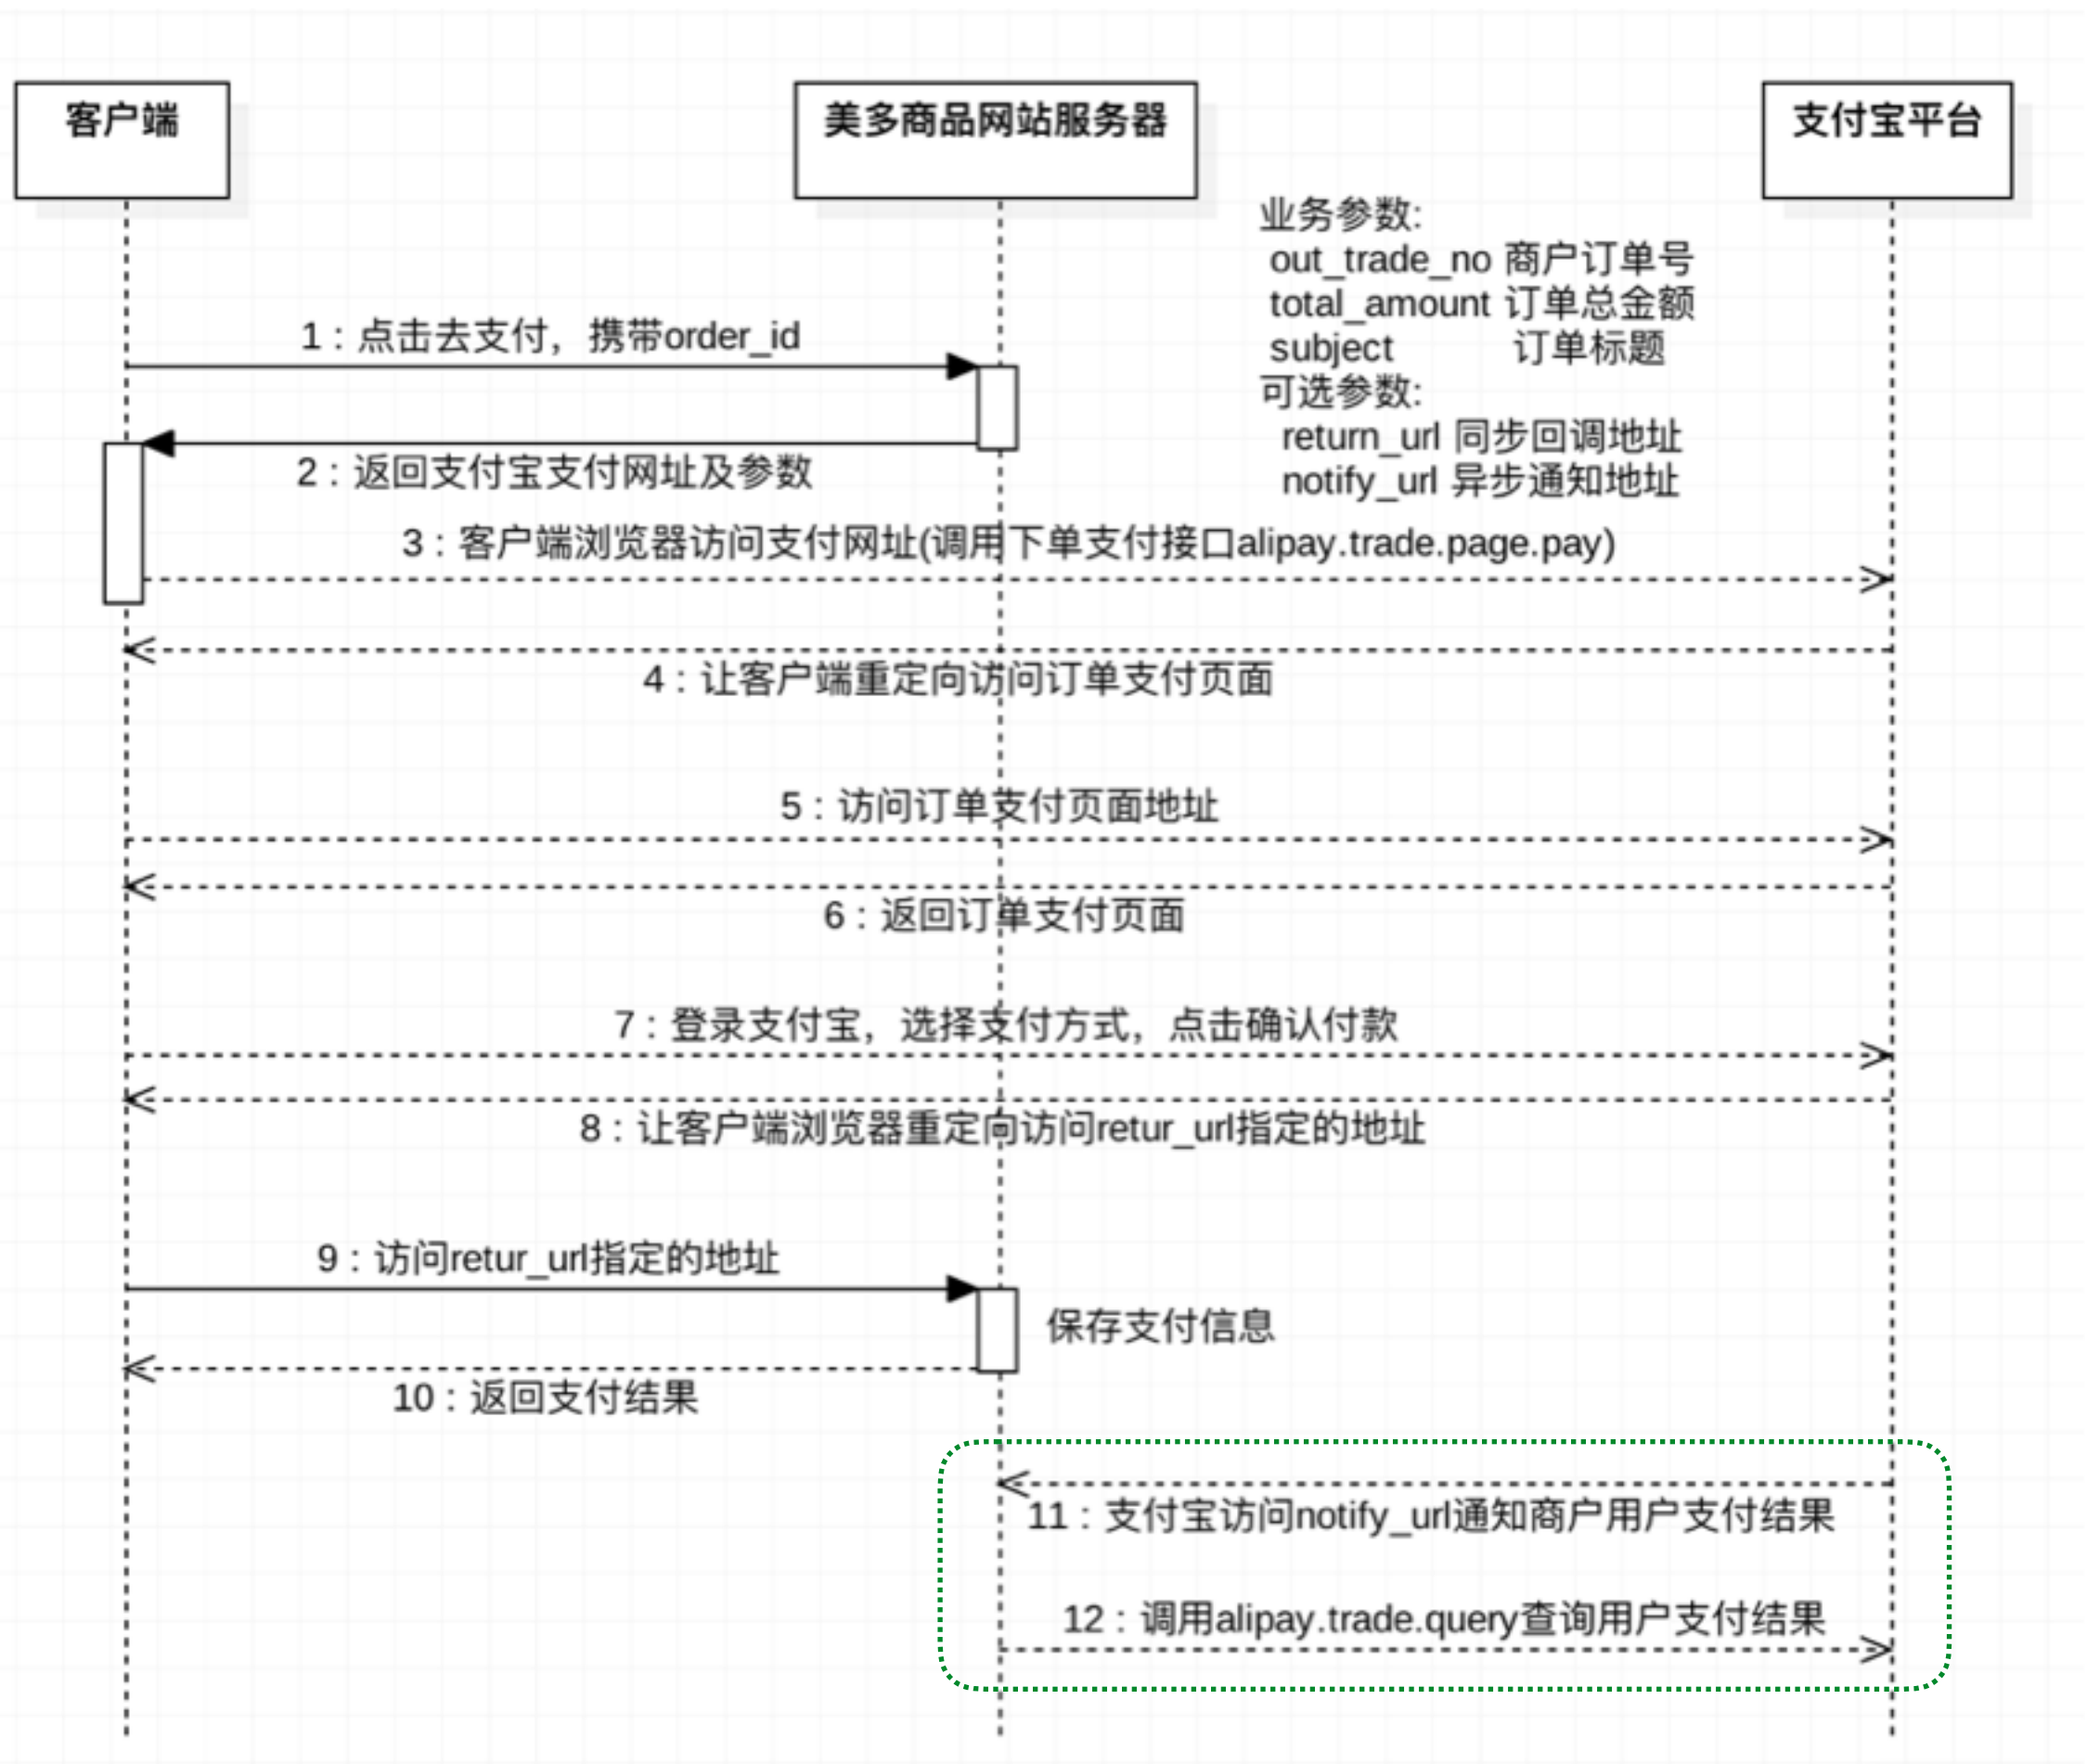 客户端
美多商品网站服务器
支付宝平台
业务参数:
out_trade_no 商户订单号
total_amount 订单总金额
subject 订单标题
可选参数:
return_url 同步回调地址
notify_url 异步通知地址
1 : 点击去支付，携带order_id
2 : 返回支付宝支付网址及参数
3 : 客户端浏览器访问支付网址(调用下单支付接口alipay.trade.page.pay)
4 : 让客户端重定向访问订单支付页面
5 : 访问订单支付页面地址
6 : 返回订单支付页面
7 : 登录支付宝，选择支付方式，点击确认付款
8 : 让客户端浏览器重定向访问retur_url指定的地址
9 : 访问retur_url指定的地址
保存支付信息
10 : 返回支付结果
11 : 支付宝访问notify_url通知商户用户支付结果
12 : 调用alipay.trade.query查询用户支付结果